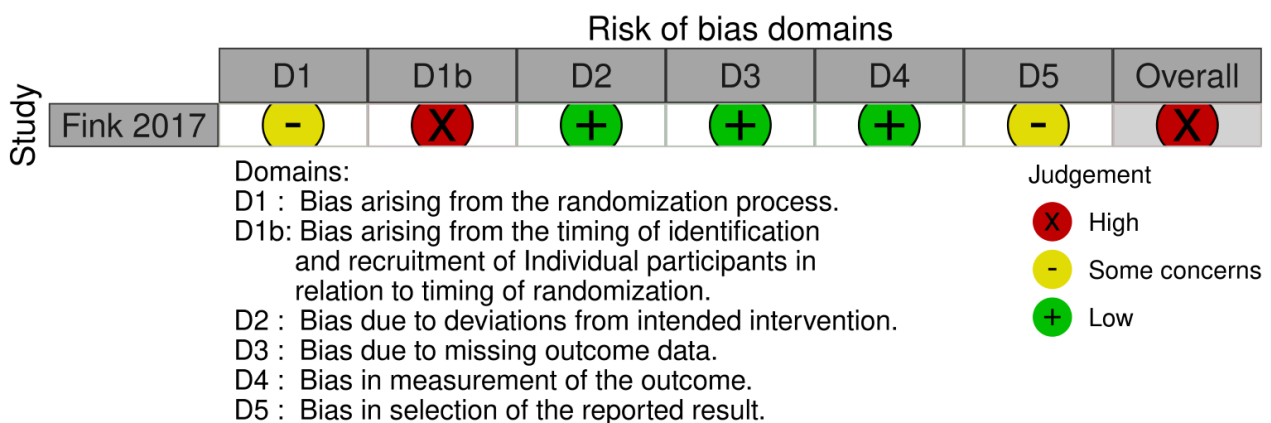 Risk of bias domains
D1 D1b D2 D3 D4 D5 Overall
Study
Fink 2017 - X + + + - X
Domains:
D1 : Bias arising from the randomization process.
D1b: Bias arising from the timing of identification
and recruitment of Individual participants in
relation to timing of randomization.
D2 : Bias due to deviations from intended intervention.
D3 : Bias due to missing outcome data.
D4 : Bias in measurement of the outcome.
D5 : Bias in selection of the reported result.
Judgement
X High
- Some concerns
+ Low